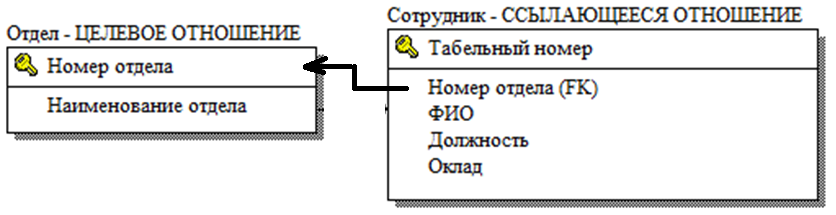 Отдел - ЦЕЛЕВОЕ ОТНОШЕНИЕ
Номер отдела
Наименование отдела
Сотрудник - ССЫЛАЮЩЕЕСЯ ОТНОШЕНИЕ
Табельный номер
Номер отдела (FK)
ФИО
Должность
Оклад